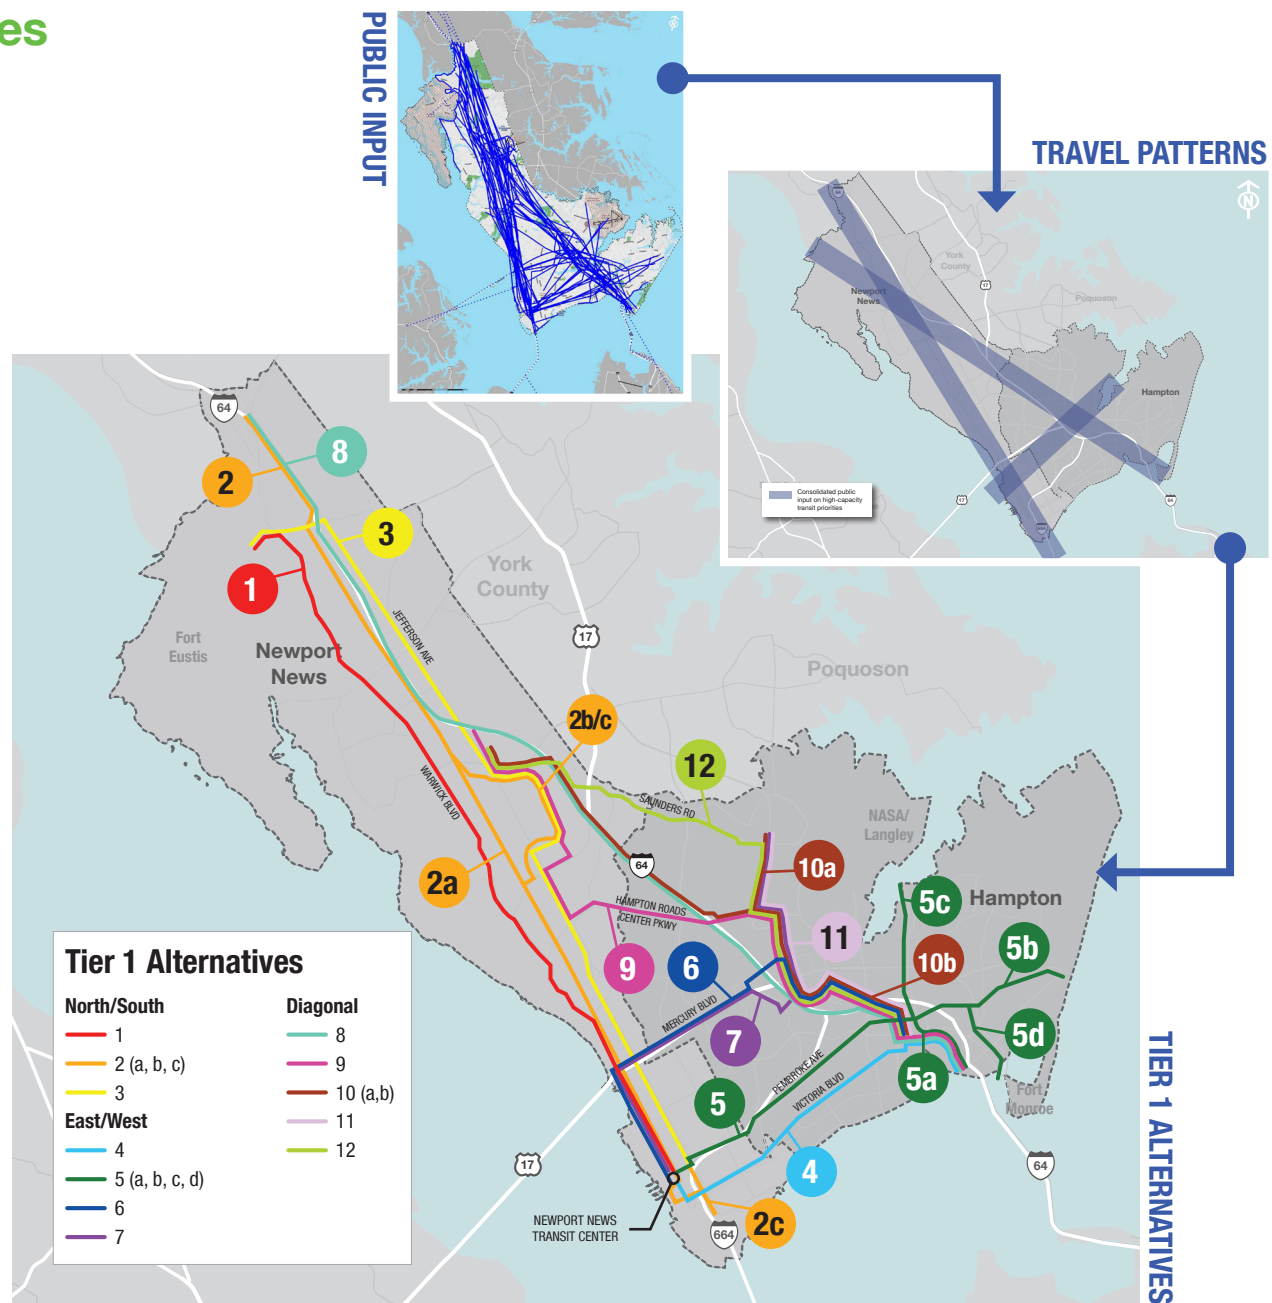 es
PUBLIC INPUT
TRAVEL PATTERNS
N
64
York
County
17
Newport
News
Poquoson
Hampton
Consolidated public
input on high-capacity
transit priorities
17
64
664
64
8
2
3
1
York
County
17
JEFFERSON AVE
Fort
Eustis
Newport
News
Poquoson
2b/c
12
WARWICK BLVD
SAUNDERS RD
NASA/
Langley
64
10a
2a
HAMPTON ROADS
CENTER PKWY
5c
Hampton
11
5b
10b
9
6
MERCURY BLVD
7
5d
5a
PEMBROKE AVE
VICTORIA BLVD
5
Fort
Monroe
4
17
64
2c
664
NEWPORT NEWS
TRANSIT CENTER
Tier 1 Alternatives
North/South
1
2 (a, b, c)
3
East/West
4
5 (a, b, c, d)
6
7
Diagonal
8
9
10 (a,b)
11
12
TIER 1 ALTERNATIVES